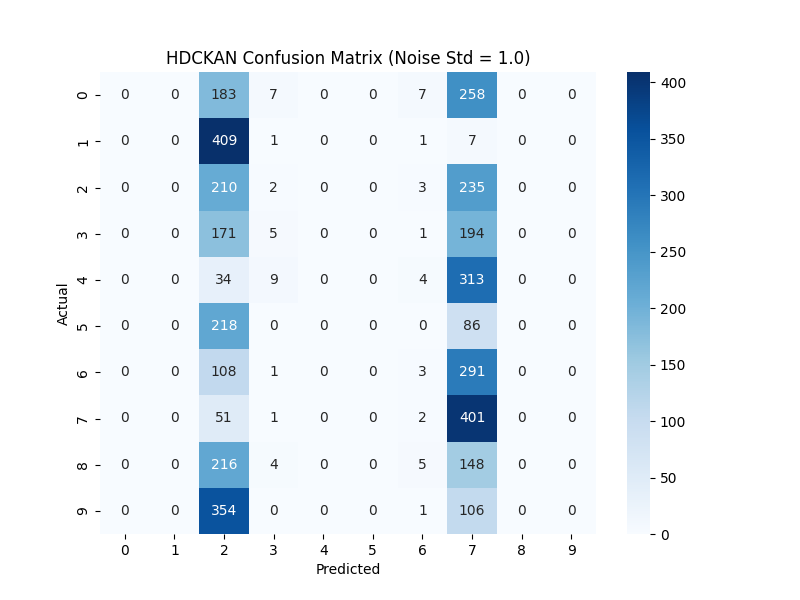 HDCKAN Confusion Matrix (Noise Std = 1.0)
0 0 0 183 7 0 0 7 258 0 0
1 0 0 409 1 0 0 1 7 0 0
2 0 0 210 2 0 0 3 235 0 0
3 0 0 171 5 0 0 1 194 0 0
4 0 0 34 9 0 0 4 313 0 0
5 0 0 218 0 0 0 0 86 0 0
6 0 0 108 1 0 0 3 291 0 0
7 0 0 51 1 0 0 2 401 0 0
8 0 0 216 4 0 0 5 148 0 0
9 0 0 354 0 0 0 1 106 0 0
0 1 2 3 4 5 6 7 8 9
Predicted
Actual
400
350
300
250
200
150
100
50
0